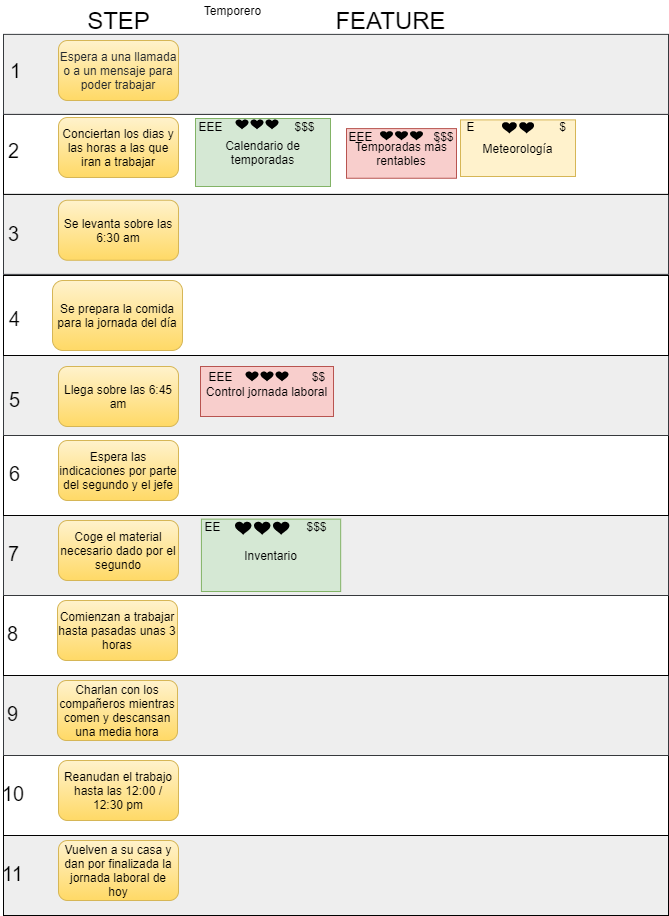 Temporero
STEP FEATURE
1
Espera a una llamada
o a un mensaje para
poder trabajar
2
Conciertan los dias y
las horas a las que
iran a trabajar
EEE $$$
Calendario de
temporadas
EEE $$$
Temporadas más
rentables
E $
Meteorología
3
Se levanta sobre las
6:30 am
4
Se prepara la comida
para la jornada del día
5
Llega sobre las 6:45
am
EEE $$
Control jornada laboral
6
Espera las
indicaciones por parte
del segundo y el jefe
7
Coge el material
necesario dado por el
segundo
EE $$$
Inventario
8
Comienzan a trabajar
hasta pasadas unas 3
horas
9
Charlan con los
compañeros mientras
comen y descansan
una media hora
10
Reanudan el trabajo
hasta las 12:00 /
12:30 pm
11
Vuelven a su casa y
dan por finalizada la
jornada laboral de
hoy